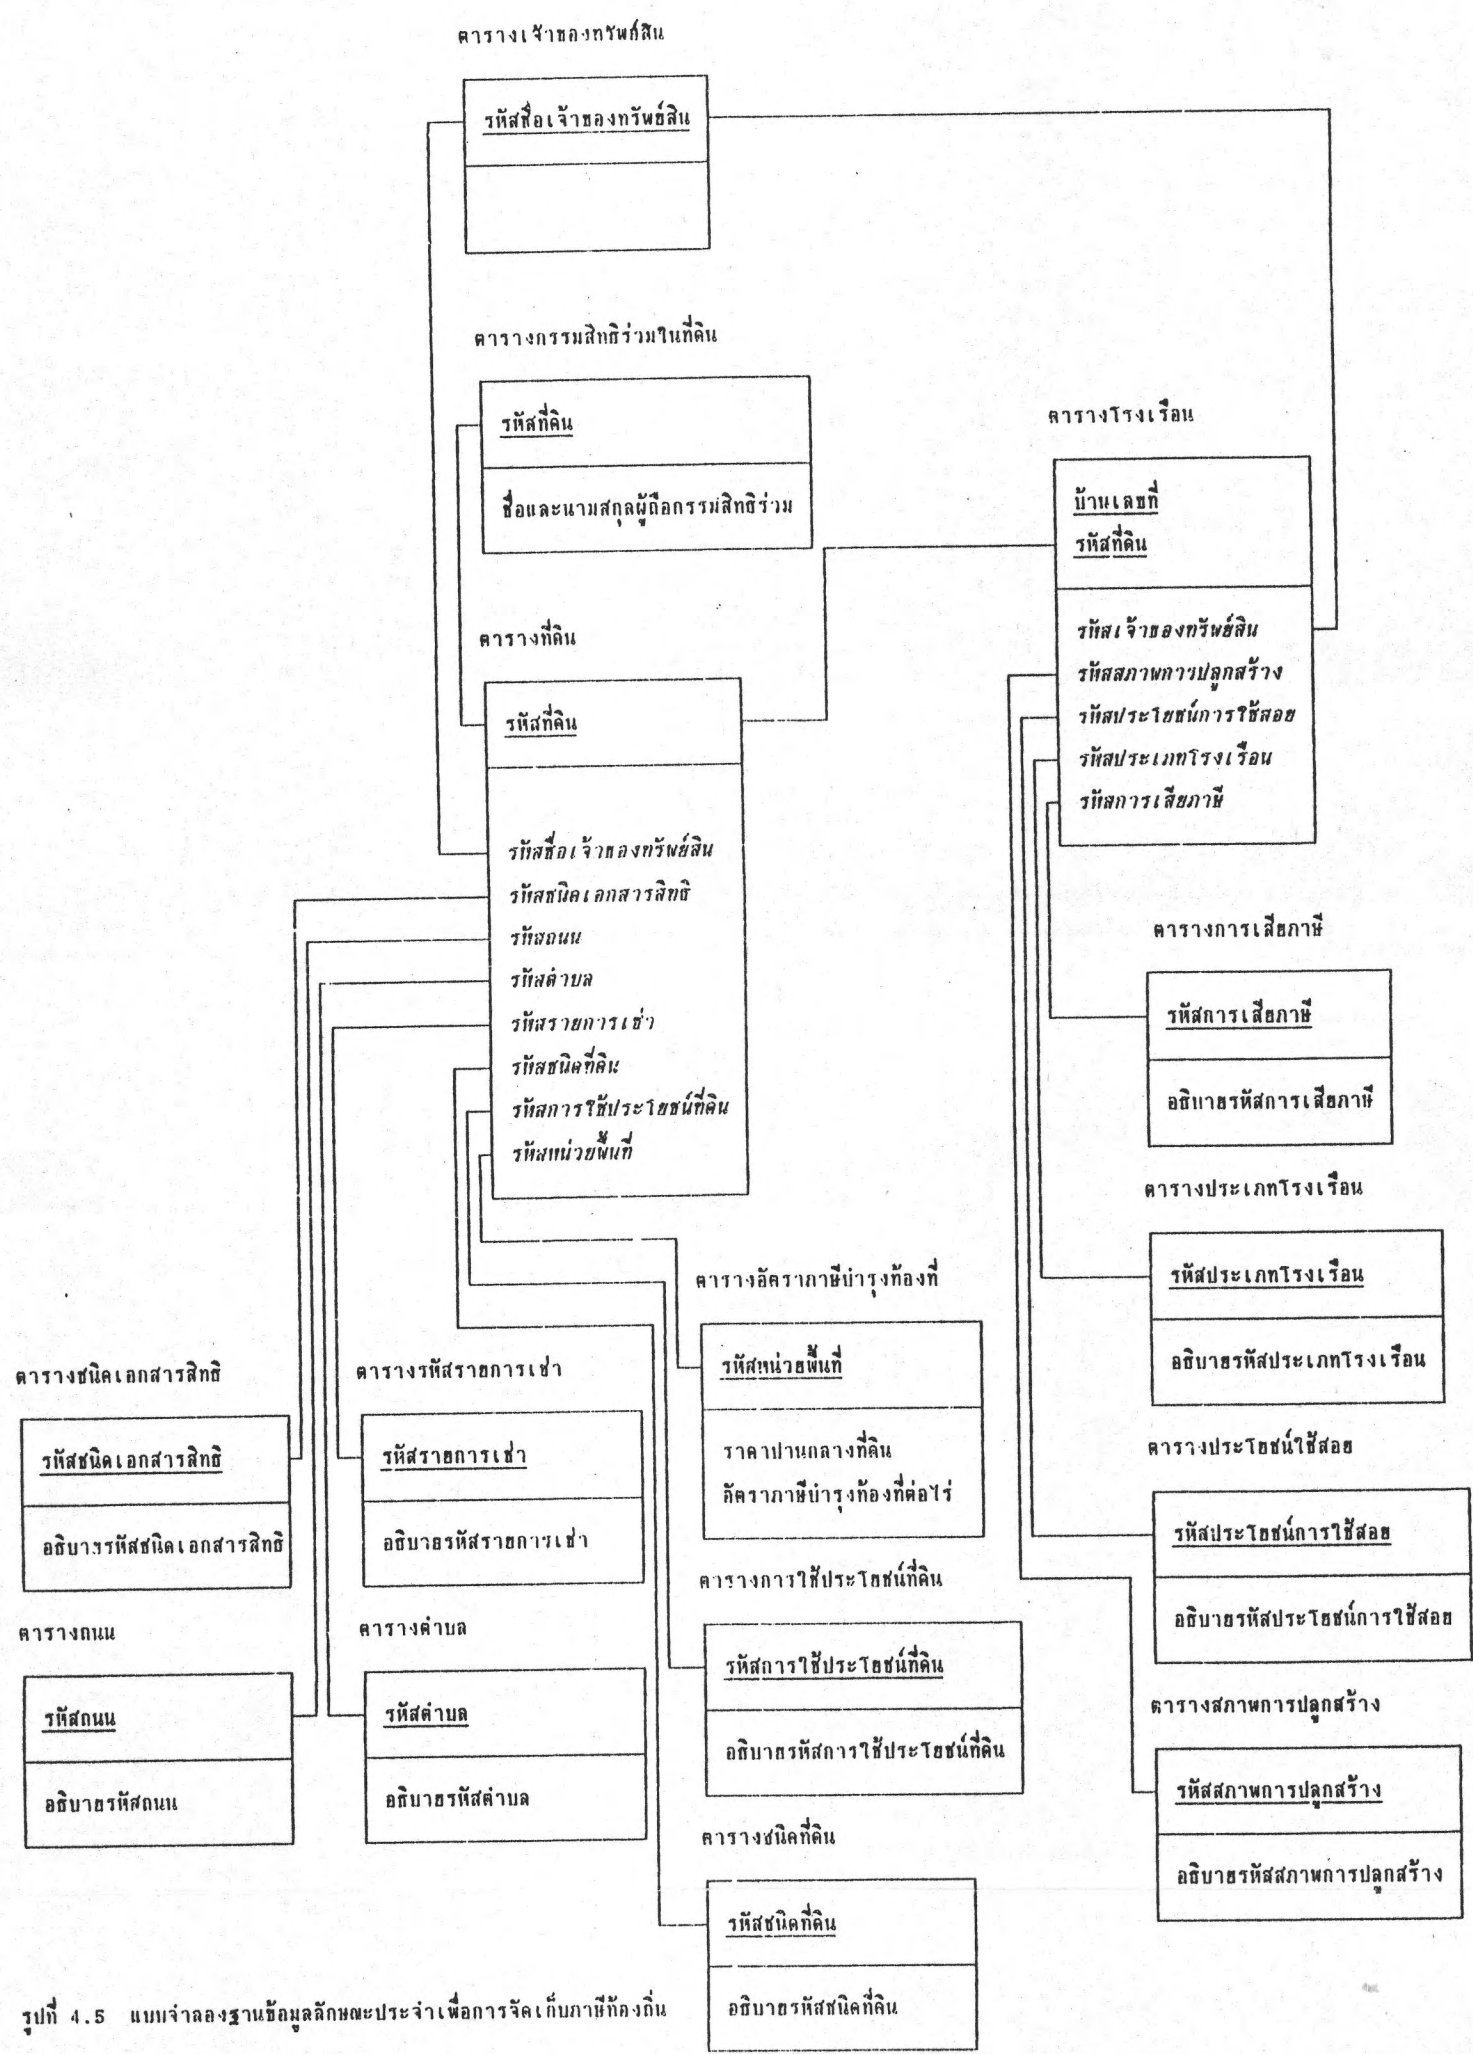 ตารางเจ้าของทรัพย์สิน
รหัสชื่อเจ้าของทรัพย์สิน
ตารางกรรมสิทธิร่วมในที่ดิน
รหัสที่ดิน
ชื่อและนามสกุลผู้ถือกรรมสิทธิร่วม
ตารางที่ดิน
รหัสที่ดิน
รหัสชื่อเจ้าของทรัพย์สิน
รหัสชนิดเอกสารสิทธิ
รหัสถนน
รหัสตำบล
รหัสรายการเช่า
รหัสชนิดที่ดิน
รหัสการใช้ประโยชน์ที่ดิน
รหัสหน่วยพื้นที่
ตารางโรงเรือน
บ้านเลขที่
รหัสที่ดิน
รหัสเจ้าของทรัพย์สิน
รหัสสภาพการปลูกสร้าง
รหัสประโยชน์การใช้สอย
รหัสประเภทโรงเรือน
รหัสการเสียภาษี
ตารางการเสียภาษี
รหัสการเสียภาษี
อธิบายรหัสการเสียภาษี
ตารางประเภทโรงเรือน
รหัสประเภทโรงเรือน
อธิบายรหัสประเภทโรงเรือน
ตารางประโยชน์ใช้สอย
รหัสประโยชน์การใช้สอย
อธิบายรหัสประโยชน์การใช้สอย
ตารางสภาพการปลูกสร้าง
รหัสสภาพการปลูกสร้าง
อธิบายรหัสสภาพการปลูกสร้าง
ตารางอัตราภาษีบำรุงท้องที่
รหัสหน่วยพื้นที่
ราคาปานกลางที่ดิน
อัตราภาษีบำรุงท้องที่ต่อไร่
ตารางการใช้ประโยชน์ที่ดิน
รหัสการใช้ประโยชน์ที่ดิน
อธิบายรหัสการใช้ประโยชน์ที่ดิน
ตารางชนิดที่ดิน
รหัสชนิดที่ดิน
อธิบายรหัสชนิดที่ดิน
ตารางชนิดเอกสารสิทธิ
รหัสชนิดเอกสารสิทธิ
อธิบายรหัสชนิดเอกสารสิทธิ
ตารางรหัสรายการเช่า
รหัสรายการเช่า
อธิบายรหัสรายการเช่า
ตารางถนน
รหัสถนน
อธิบายรหัสถนน
ตารางตำบล
รหัสตำบล
อธิบายรหัสตำบล
รูปที่ 4.5 แบบจำลองฐานข้อมูลลักษณะประจำเพื่อการจัดเก็บภาษีท้องถิ่น